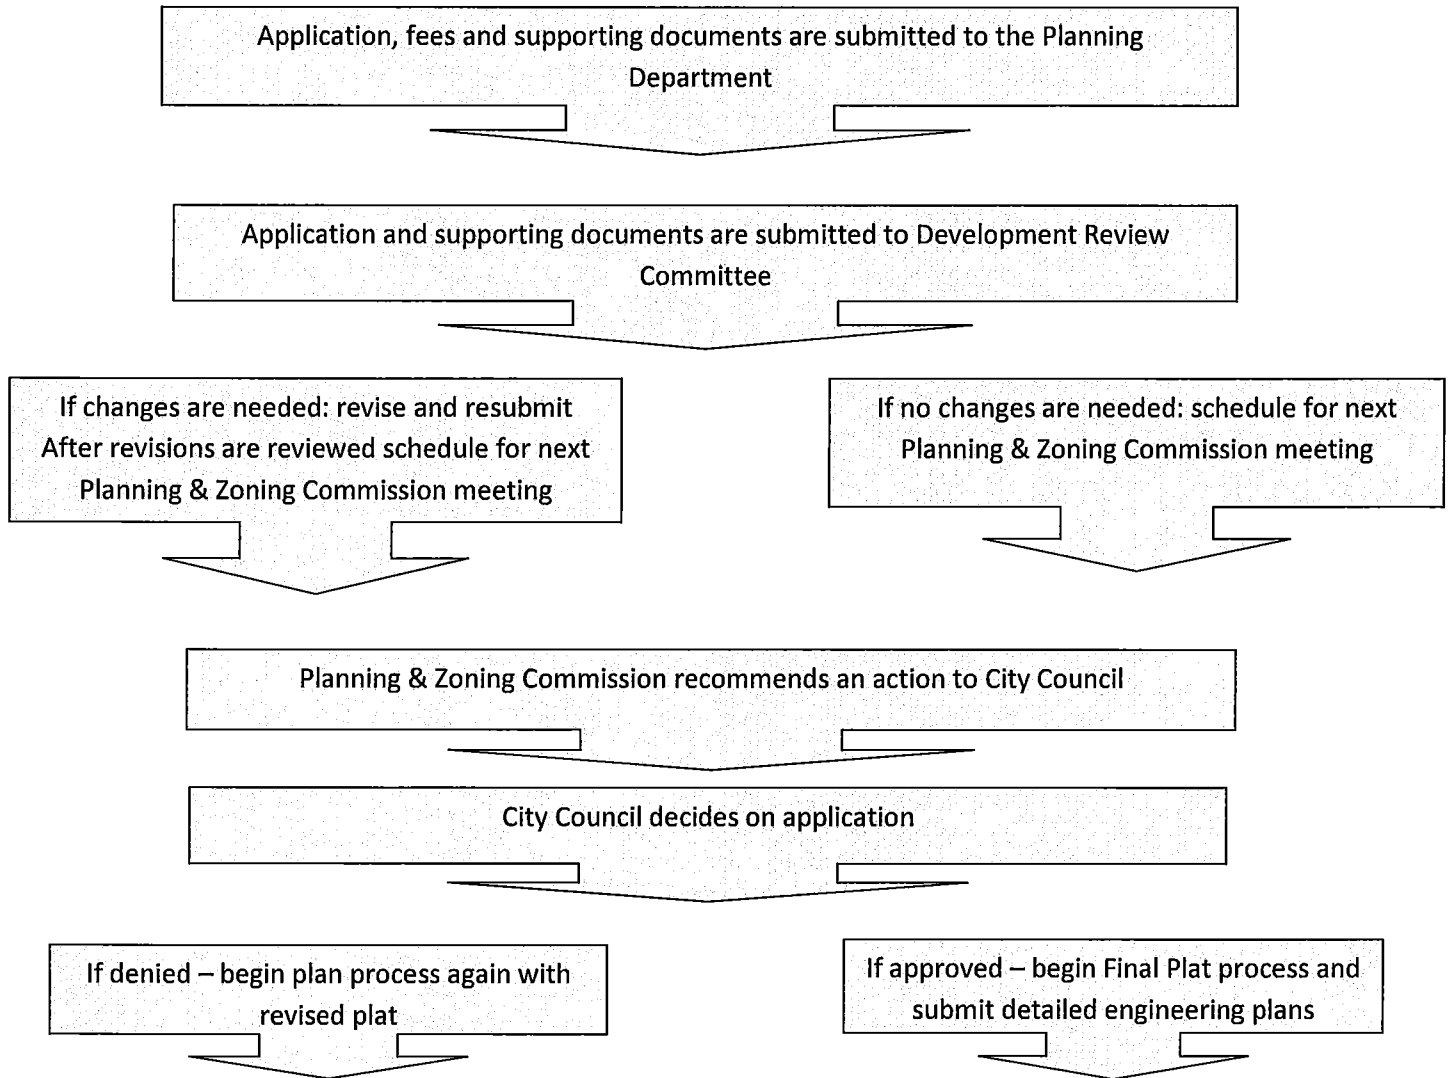 Application, fees and supporting documents are submitted to the Planning
Department
Application and supporting documents are submitted to Development Review
Committee
If changes are needed: revise and resubmit
After revisions are reviewed schedule for next
Planning & Zoning Commission meeting
If no changes are needed: schedule for next
Planning & Zoning Commission meeting
Planning & Zoning Commission recommends an action to City Council
City Council decides on application
If denied – begin plan process again with
revised plat
If approved – begin Final Plat process and
submit detailed engineering plans